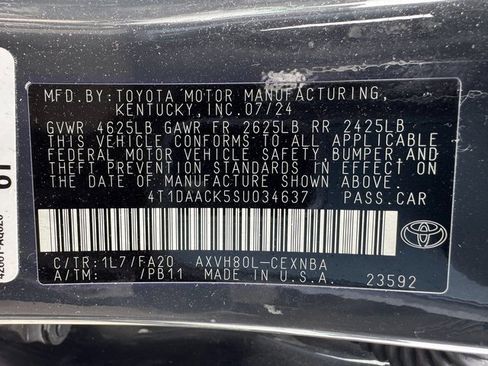 MFD.BY:TOYOTA MOTOR MANUFACTURING,
KENTUCKY,INC.07/24
GVWR 4625LB GAWR FR 2625LB RR 2425LB
THIS VEHICLE CONFORMS TO ALL APPLICABLE
FEDERAL MOTOR VEHICLE SAFETY,BUMPER,AND
THEFT PREVENTION STANDARDS IN EFFECT ON
THE DATE OF MANUFACTURE SHOWN ABOVE.
4T1DAACK5SU034637 PASS.CAR
C/TR:1L7/FA20 AXVH80L-CEXNBA
A/TM: /PB11 MADE IN U.S.A. 23592
TOYOTA